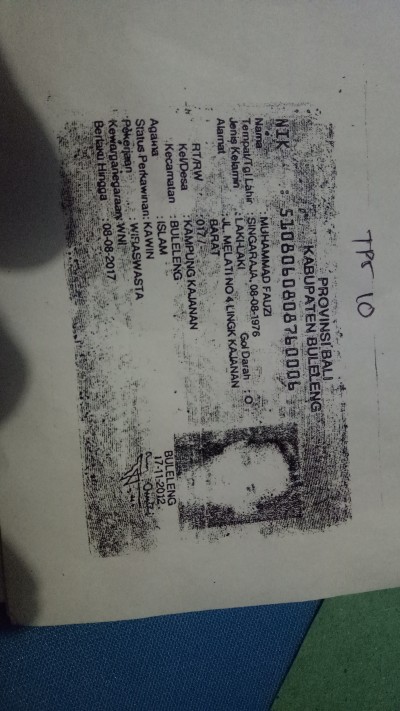 TPS 10
PROVINSI BALI
KABUPATEN BULELENG
NIK : 5108060808760006
Nama : MUHAMMAD FAUZI
Tempat/Tgl Lahir : SINGARAJA, 08-08-1976
Jenis Kelamin : LAKI-LAKI Gol Darah : O
Alamat : JL. MELATI NO 4 LINGK KAJANAN
BARAT
RT/RW : 017 / -
Kel/Desa : KAMPUNG KAJANAN
Kecamatan : BULELENG
Agama : ISLAM
Status Perkawinan: KAWIN
Pekerjaan : WIRASWASTA
Kewarganegaraan: WNI
Berlaku Hingga : 08-08-2017
BULELENG
17-11-2012